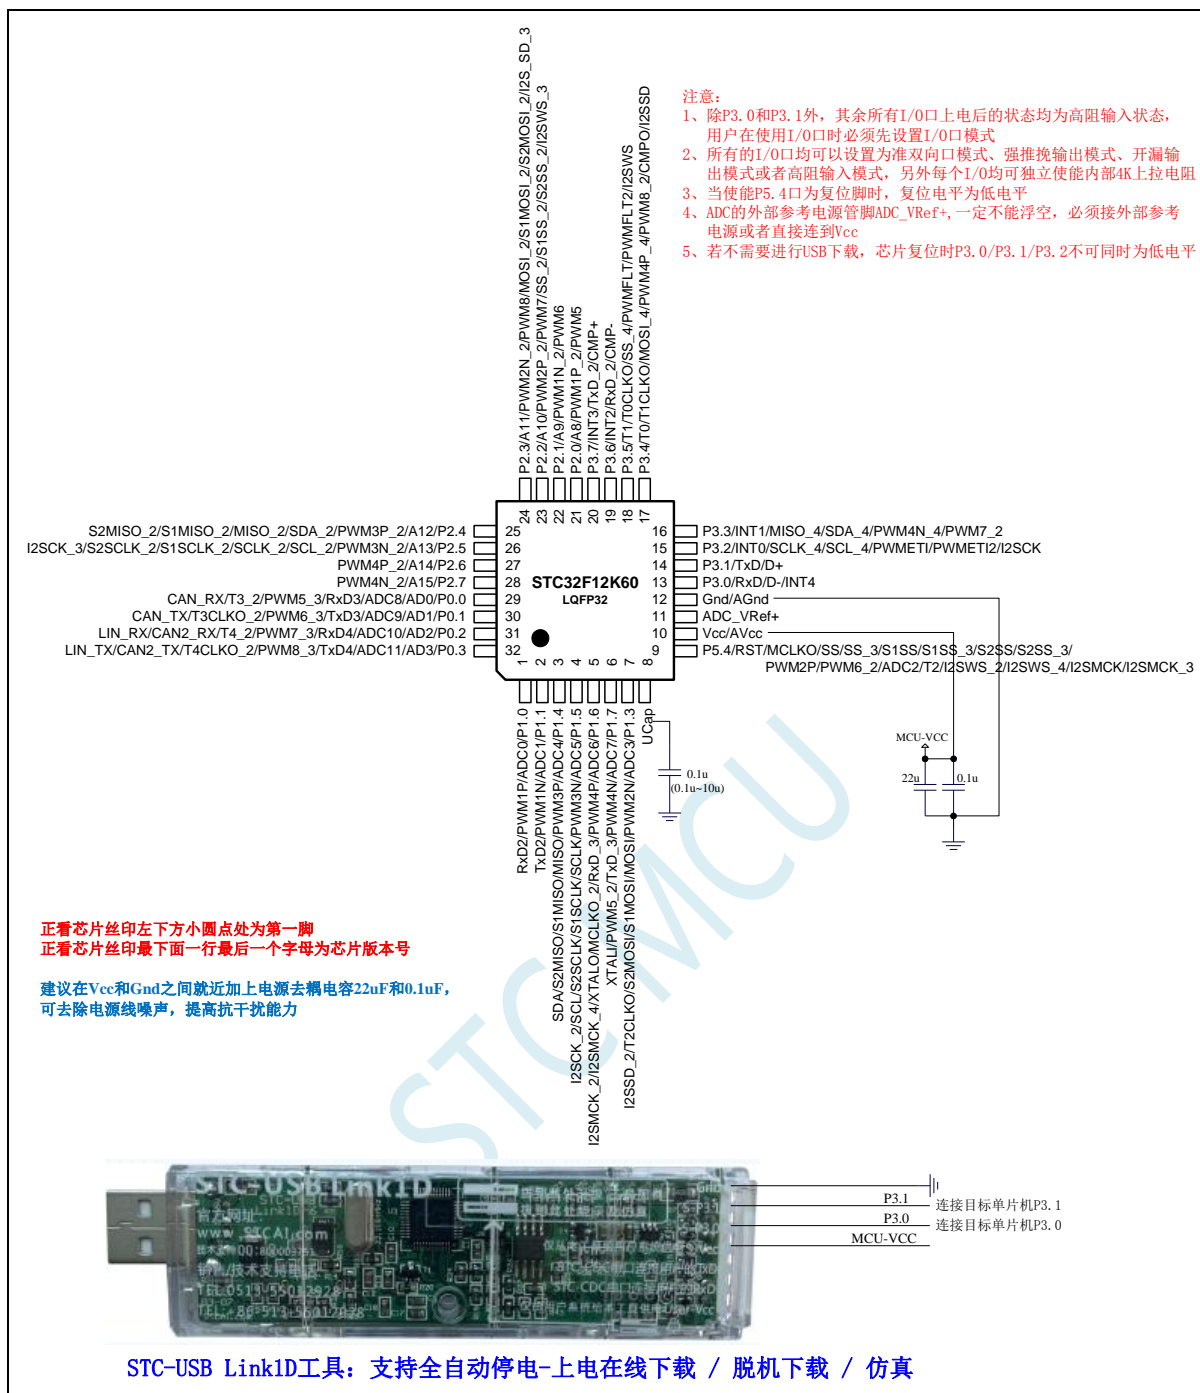 P2.3/A11/PWM2N_2/PWM8/MOSI_2/S1MOSI_2/S2MOSI_2/I2S_SD_3
P2.2/A10/PWM2P_2/PWM7/SS_2/S1SS_2/S2SS_2/I2SWS_3
P2.1/A9/PWM1N_2/PWM6
P2.0/A8/PWM1P_2/PWM5
P3.7/INT3/TxD_2/CMP+
P3.6/INT2/RxD_2/CMP-
P3.5/T1/T0CLKO/SS_4/PWMFLT/PWMFLT2/I2SWS
P3.4/T0/T1CLKO/MOSI_4/PWM4P_4/PWM8_2/CMPO/I2SSD
注意：
1、除P3.0和P3.1外，其余所有I/O口上电后的状态均为高阻输入状态，
用户在使用I/O口时必须先设置I/O口模式
2、所有的I/O口均可以设置为准双向口模式、强推挽输出模式、开漏输
出模式或者高阻输入模式，另外每个I/O均可独立使能内部4K上拉电阻
3、当使能P5.4口为复位脚时，复位电平为低电平
4、ADC的外部参考电源管脚ADC_VRef+,一定不能浮空，必须接外部参考
电源或者直接连到Vcc
5、若不需要进行USB下载，芯片复位时P3.0/P3.1/P3.2不可同时为低电平
24 23 22 21 20 19 18 17
S2MISO_2/S1MISO_2/MISO_2/SDA_2/PWM3P_2/A12/P2.4 25
I2SCK_3/S2SCLK_2/S1SCLK_2/SCLK_2/SCL_2/PWM3N_2/A13/P2.5 26
PWM4P_2/A14/P2.6 27
PWM4N_2/A15/P2.7 28
CAN_RX/T3_2/PWM5_3/RxD3/ADC8/AD0/P0.0 29
CAN_TX/T3CLKO_2/PWM6_3/TxD3/ADC9/AD1/P0.1 30
LIN_RX/CAN2_RX/T4_2/PWM7_3/RxD4/ADC10/AD2/P0.2 31
LIN_TX/CAN2_TX/T4CLKO_2/PWM8_3/TxD4/ADC11/AD3/P0.3 32
STC32F12K60
LQFP32
16 P3.3/INT1/MISO_4/SDA_4/PWM4N_4/PWM7_2
15 P3.2/INT0/SCLK_4/SCL_4/PWMETI/PWMETI2/I2SCK
14 P3.1/TxD/D+
13 P3.0/RxD/D-/INT4
12 Gnd/AGnd
11 ADC_VRef+
10 Vcc/AVcc
9 P5.4/RST/MCLKO/SS/SS_3/S1SS/S1SS_3/S2SS/S2SS_3/
PWM2P/PWM6_2/ADC2/T2/I2SWS_2/I2SWS_4/I2SMCK/I2SMCK_3
1 2 3 4 5 6 7 8
RxD2/PWM1P/ADC0/P1.0
TxD2/PWM1N/ADC1/P1.1
SDA/S2MISO/S1MISO/MISO/PWM3P/ADC4/P1.4
I2SCK_2/SCL/S2SCLK/S1SCLK/SCLK/PWM3N/ADC5/P1.5
I2SMCK_2/I2SMCK_4/XTALO/MCLKO_2/RxD_3/PWM4P/ADC6/P1.6
XTALI/PWM5_2/TxD_3/PWM4N/ADC7/P1.7
I2SSD_2/T2CLKO/S2MOSI/S1MOSI/MOSI/PWM2N/ADC3/P1.3
UCap
0.1u
(0.1u~10u)
MCU-VCC
22u 0.1u
STC MCU
正看芯片丝印左下方小圆点处为第一脚
正看芯片丝印最下面一行最后一个字母为芯片版本号
建议在Vcc和Gnd之间就近加上电源去耦电容22uF和0.1uF，
可去除电源线噪声，提高抗干扰能力
STC-USB Link1D
官方网址:
www.STCAI.com
P3.1 连接目标单片机P3.1
P3.0 连接目标单片机P3.0
MCU-VCC
STC-USB Link1D工具：支持全自动停电-上电在线下载 / 脱机下载 / 仿真